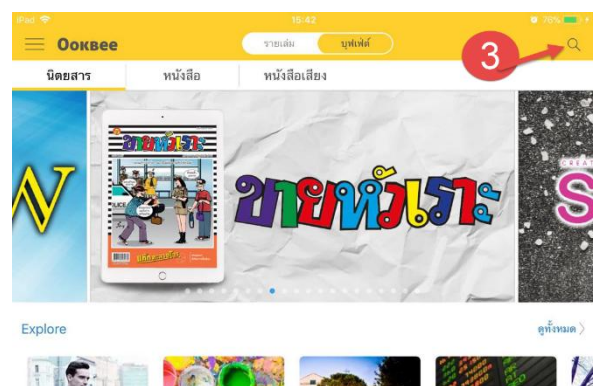 iPad 15:42 76%
OOKBEE รายเล่ม บุฟเฟ่ต์ 3
นิตยสาร หนังสือ หนังสือเสียง
W
ขายหัวเราะ
ขายหัวเราะ
CREAT
S
POLICE
Explore ดูทั้งหมด